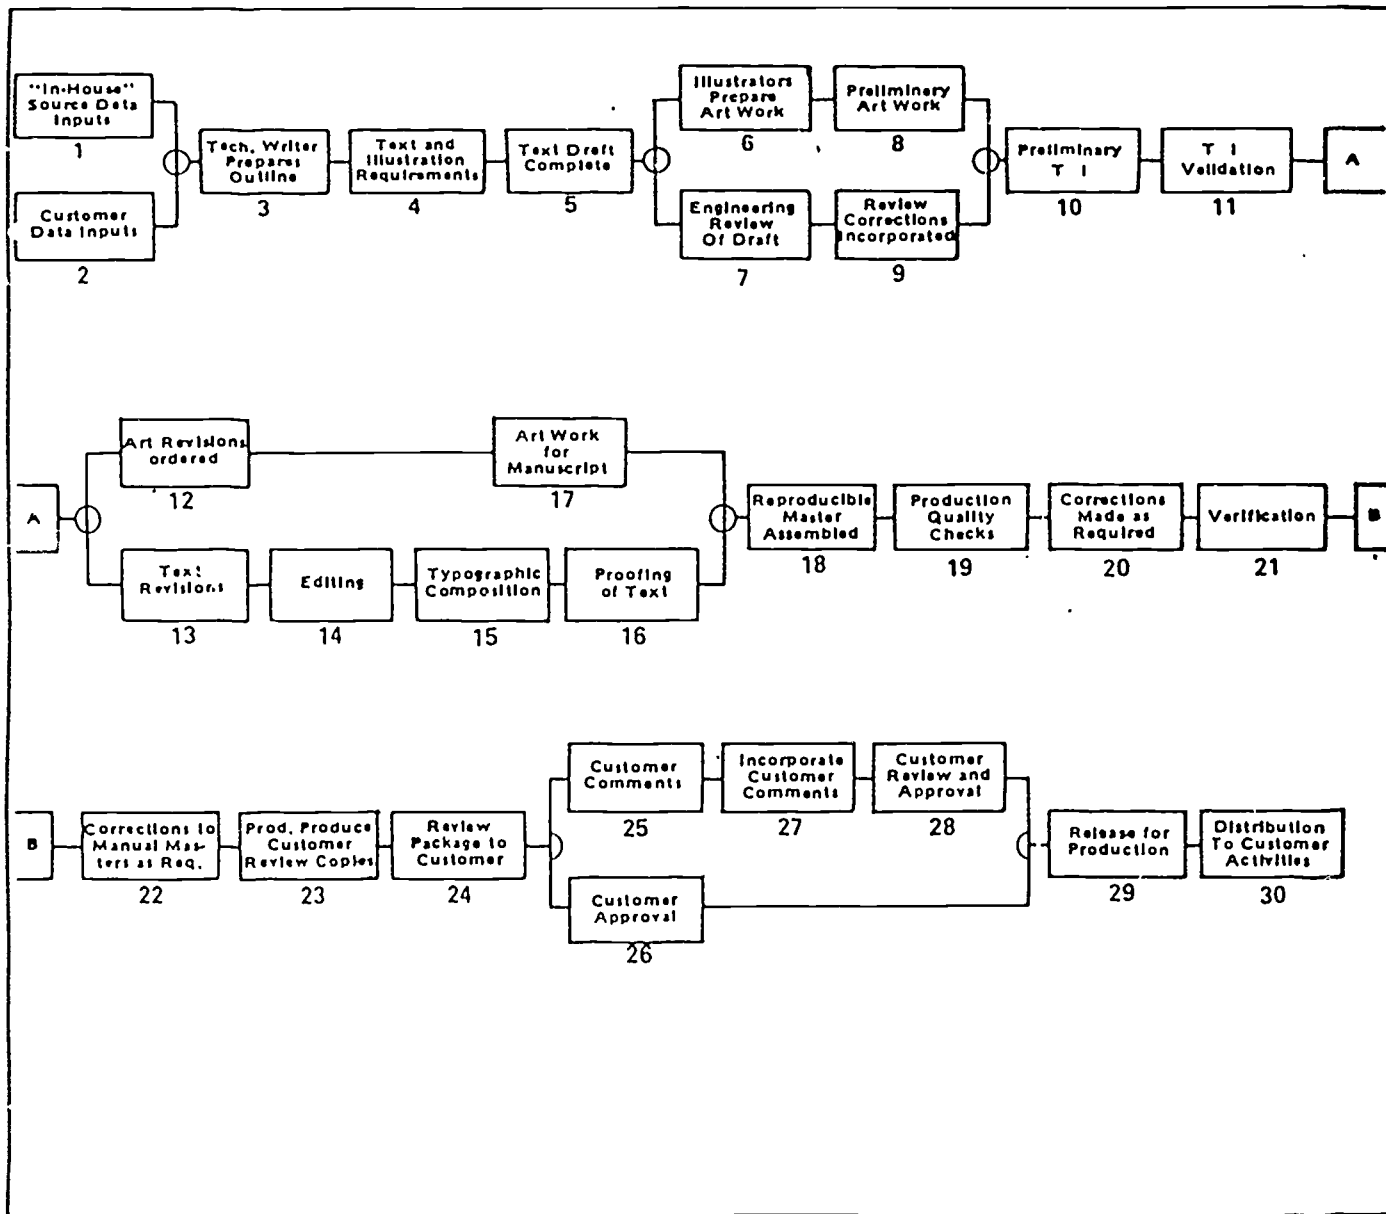 "In-House"
Source Data
Inputs
1
Customer
Data Inputs
2
Tech. Writer
Prepares
Outline
3
Text and
Illustration
Requirements
4
Text Draft
Complete
5
Illustrators
Prepare
Art Work
6
Engineering
Review
Of Draft
7
Preliminary
Art Work
8
Review
Corrections
Incorporated
9
Preliminary
T I
10
T I
Validation
11
A
A
Art Revisions
ordered
12
Text
Revisions
13
Editing
14
Typographic
Composition
15
Proofing
of Text
16
Art Work
for
Manuscript
17
Reproducible
Master
Assembled
18
Production
Quality
Checks
19
Corrections
Made as
Required
20
Verification
21
B
B
Corrections to
Manual Mas-
ters as Req.
22
Prod. Produce
Customer
Review Copies
23
Review
Package to
Customer
24
Customer
Comments
25
Customer
Approval
26
Incorporate
Customer
Comments
27
Customer
Review and
Approval
28
Release for
Production
29
Distribution
To Customer
Activities
30